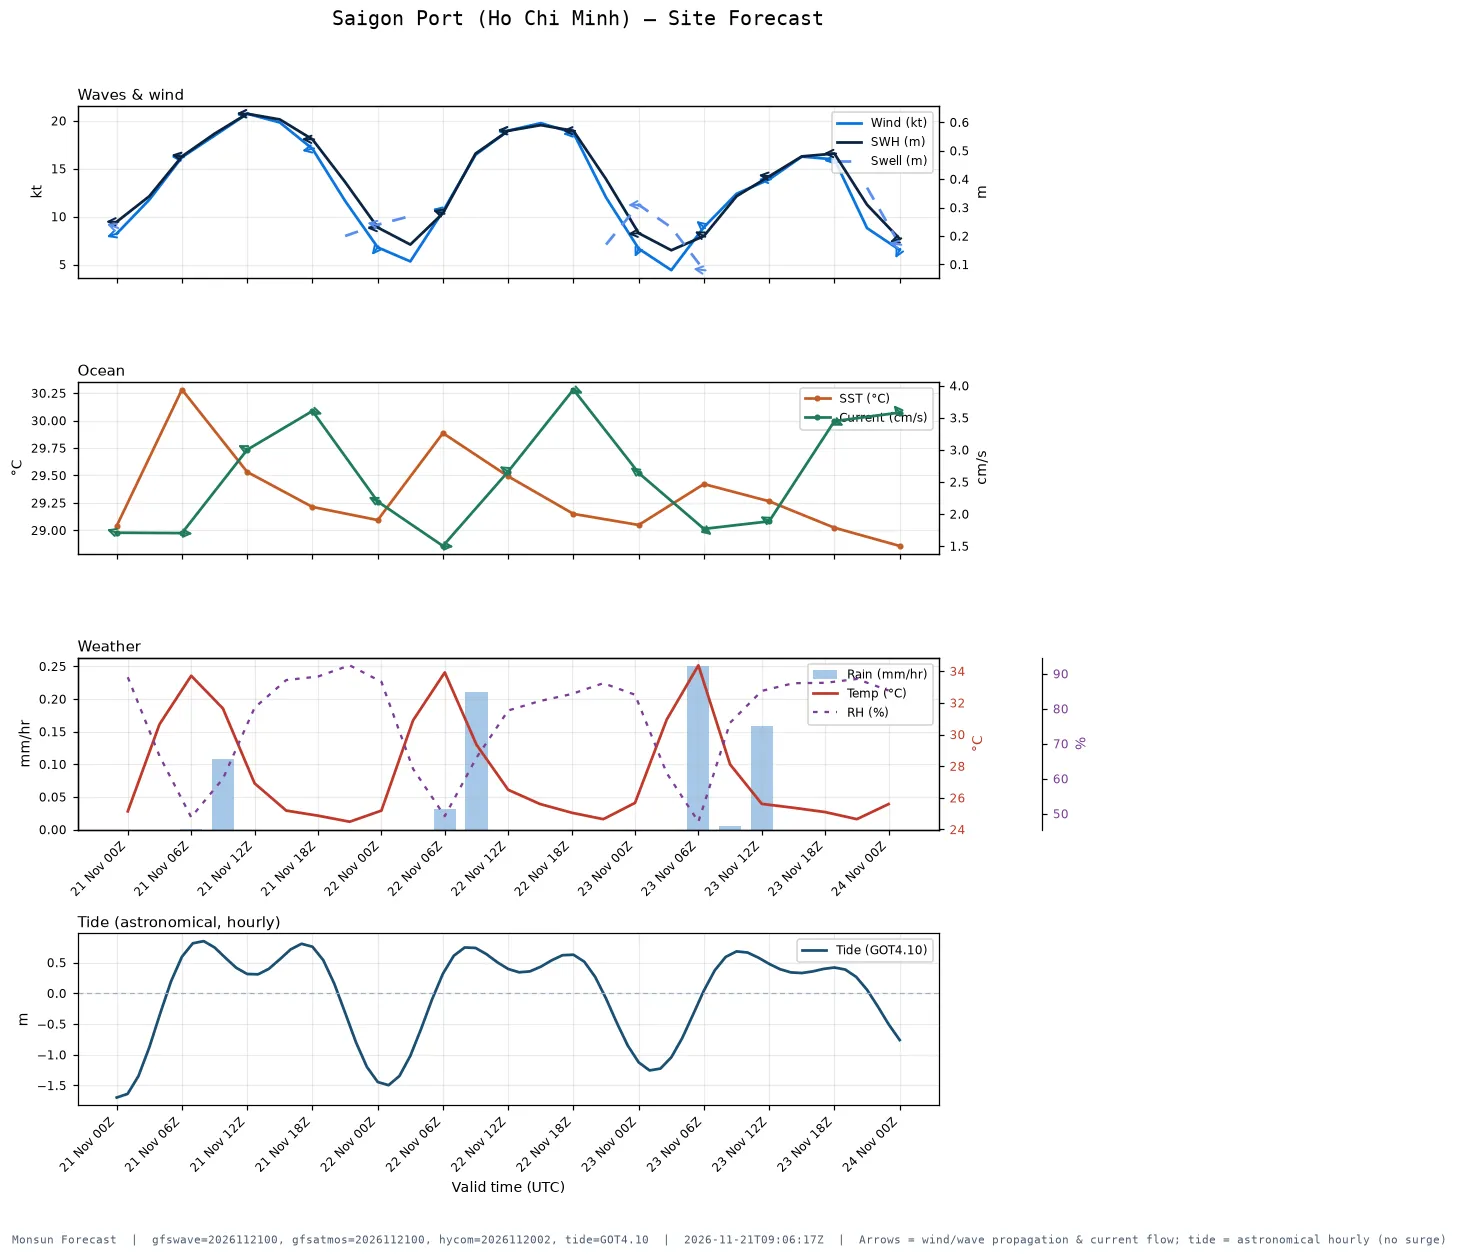 Saigon Port (Ho Chi Minh) — Site Forecast
Waves & wind
20
15
10
5
kt
0.6
0.5
0.4
0.3
0.2
0.1
m
Wind (kt)
SWH (m)
Swell (m)
Ocean
30.25
30.00
29.75
29.50
29.25
29.00
°C
4.0
3.5
3.0
2.5
2.0
1.5
cm/s
SST (°C)
Current (cm/s)
Weather
0.25
0.20
0.15
0.10
0.05
0.00
mm/hr
34
32
30
28
26
24
°C
90
80
70
60
50
%
Rain (mm/hr)
Temp (°C)
RH (%)
21 Nov 00Z
21 Nov 06Z
21 Nov 12Z
21 Nov 18Z
22 Nov 00Z
22 Nov 06Z
22 Nov 12Z
22 Nov 18Z
23 Nov 00Z
23 Nov 06Z
23 Nov 12Z
23 Nov 18Z
24 Nov 00Z
Tide (astronomical, hourly)
0.5
0.0
−0.5
−1.0
−1.5
m
Tide (GOT4.10)
21 Nov 00Z
21 Nov 06Z
21 Nov 12Z
21 Nov 18Z
22 Nov 00Z
22 Nov 06Z
22 Nov 12Z
22 Nov 18Z
23 Nov 00Z
23 Nov 06Z
23 Nov 12Z
23 Nov 18Z
24 Nov 00Z
Valid time (UTC)
Monsun Forecast | gfswave=2026112100, gfsatmos=2026112100, hycom=2026112002, tide=GOT4.10 | 2026-11-21T09:06:17Z | Arrows = wind/wave propagation & current flow; tide = astronomical hourly (no surge)